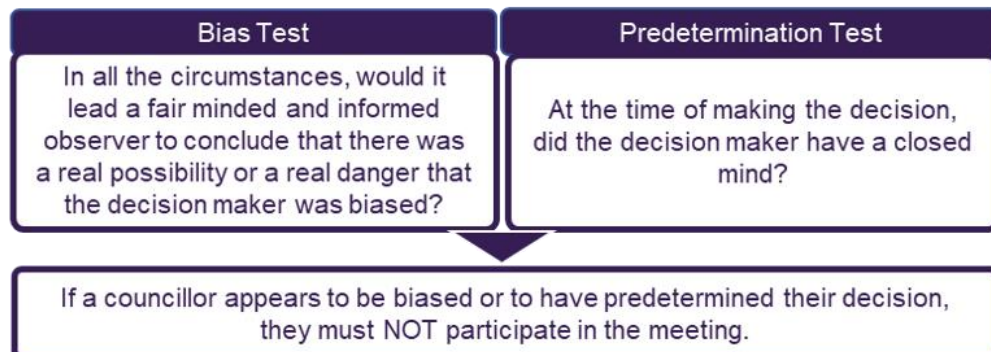 Bias Test
In all the circumstances, would it
lead a fair minded and informed
observer to conclude that there was
a real possibility or a real danger that
the decision maker was biased?
Predetermination Test
At the time of making the decision,
did the decision maker have a closed
mind?
If a councillor appears to be biased or to have predetermined their decision,
they must NOT participate in the meeting.